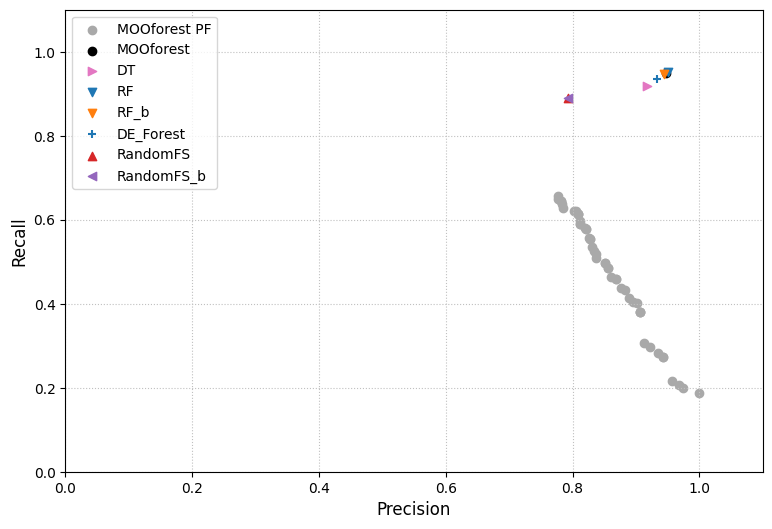 MOOforest PF
MOOforest
DT
RF
RF_b
DE_Forest
RandomFS
RandomFS_b
1.0
0.8
0.6
0.4
0.2
0.0
Recall
0.0 0.2 0.4 0.6 0.8 1.0
Precision